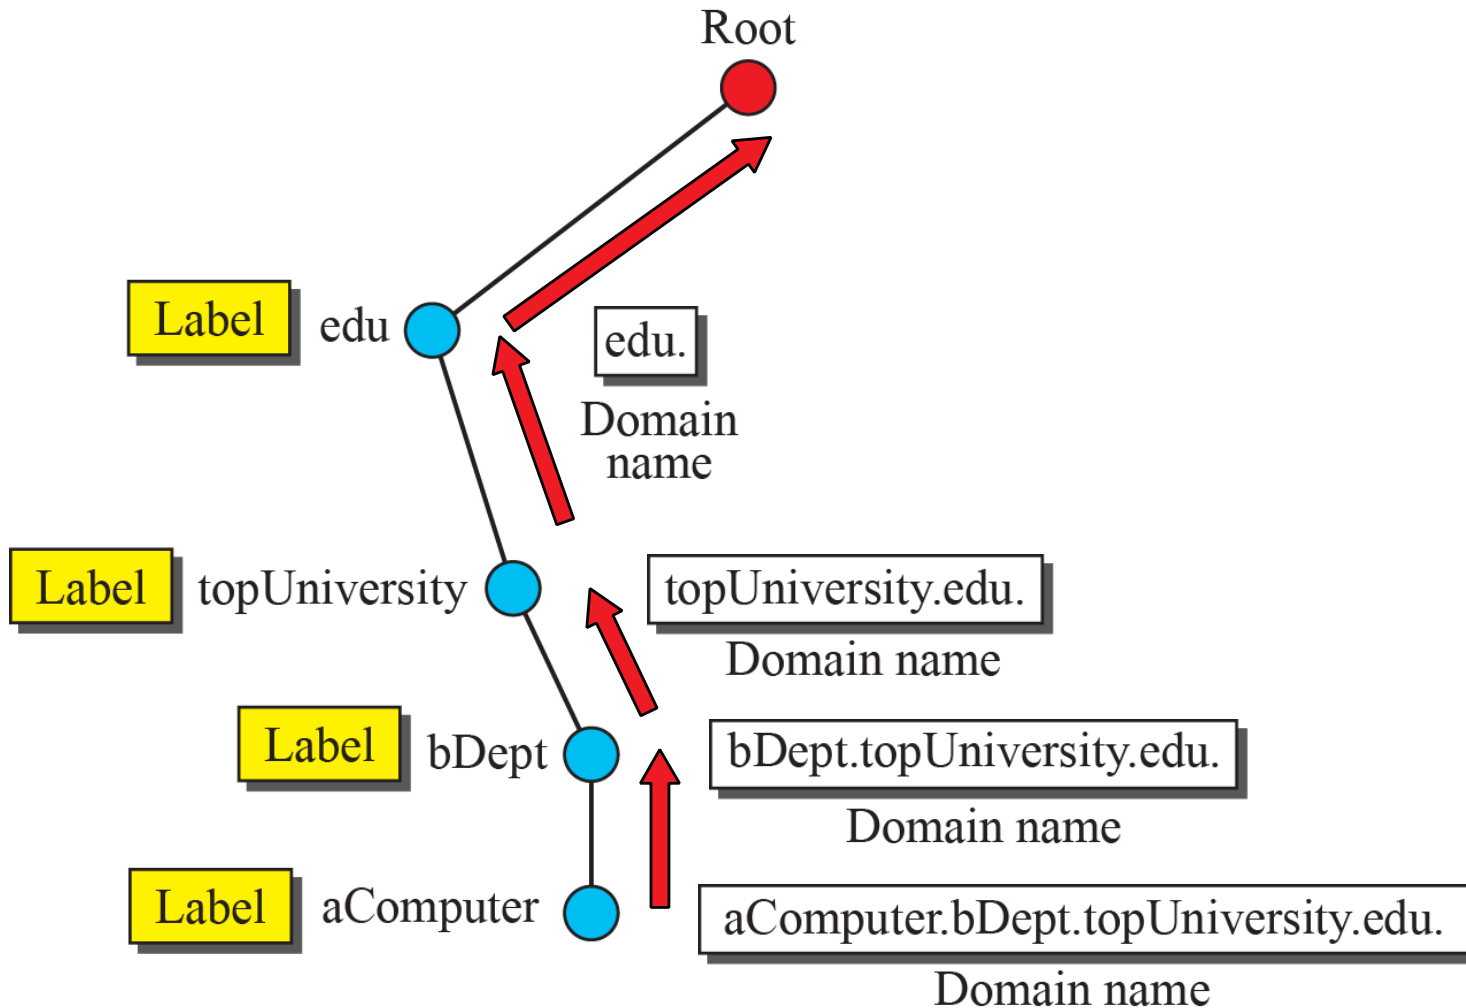 Root
Label edu
edu.
Domain
name
Label topUniversity
topUniversity.edu.
Domain name
Label bDept
bDept.topUniversity.edu.
Domain name
Label aComputer
aComputer.bDept.topUniversity.edu.
Domain name